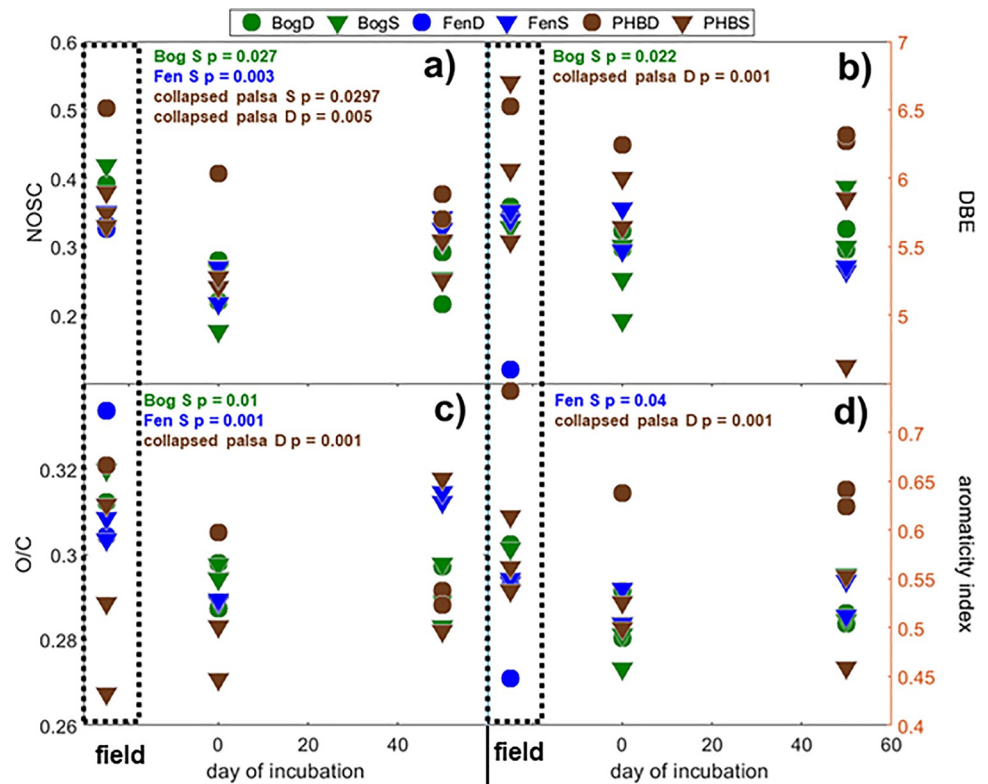 BogD BogS FenD FenS PHBD PHBS
a)
Bog S p = 0.027
Fen S p = 0.003
collapsed palsa S p = 0.0297
collapsed palsa D p = 0.005
NOSC
0.6
0.5
0.4
0.3
0.2
b)
Bog S p = 0.022
collapsed palsa D p = 0.001
7
6.5
6
5.5
5
DBE
c)
Bog S p = 0.01
Fen S p = 0.001
collapsed palsa D p = 0.001
O/C
0.32
0.3
0.28
0.26
d)
Fen S p = 0.04
collapsed palsa D p = 0.001
0.7
0.65
0.6
0.55
0.5
0.45
0.4
aromaticity index
field 0 20 40
day of incubation
field 0 20 40 60
day of incubation